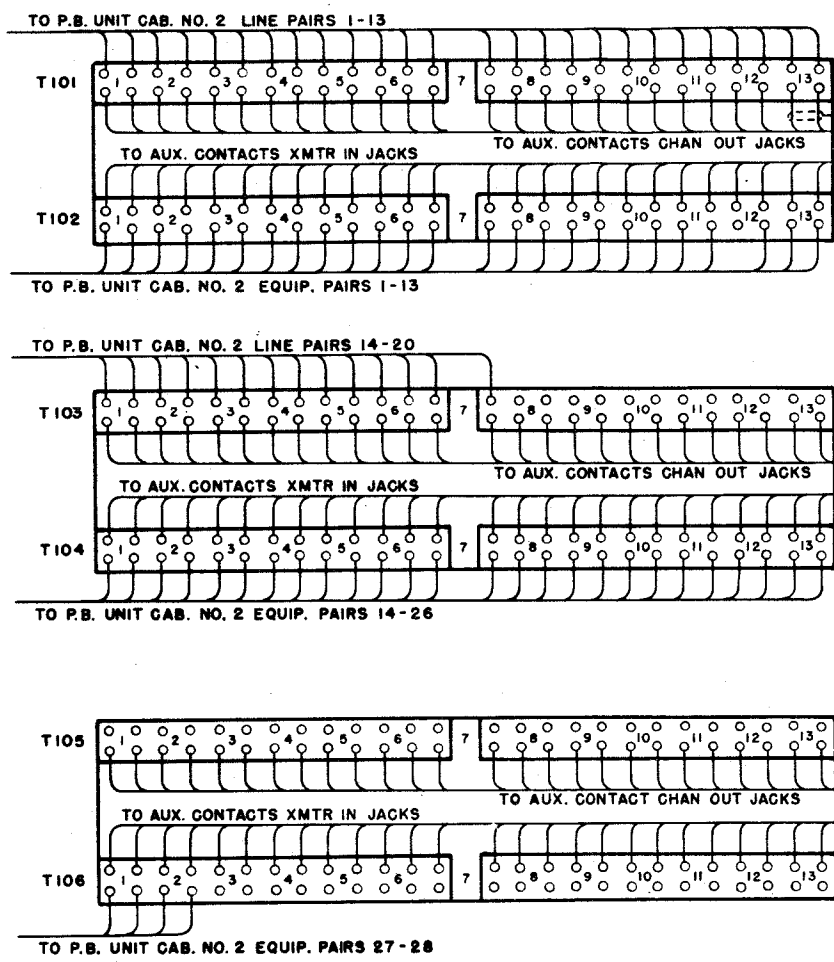 TO P.B. UNIT CAB. NO. 2 LINE PAIRS 1-13
T101 1 2 3 4 5 6 7 8 9 10 11 12 13
TO AUX. CONTACTS CHAN OUT JACKS
TO AUX. CONTACTS XMTR IN JACKS
T102 1 2 3 4 5 6 7 8 9 10 11 12 13
TO P.B. UNIT CAB. NO. 2 EQUIP. PAIRS 1-13
TO P.B. UNIT CAB. NO. 2 LINE PAIRS 14-20
T103 1 2 3 4 5 6 7 8 9 10 11 12 13
TO AUX. CONTACTS CHAN OUT JACKS
TO AUX. CONTACTS XMTR IN JACKS
T104 1 2 3 4 5 6 7 8 9 10 11 12 13
TO P.B. UNIT CAB. NO. 2 EQUIP. PAIRS 14-26
T105 1 2 3 4 5 6 7 8 9 10 11 12 13
TO AUX. CONTACT CHAN OUT JACKS
TO AUX. CONTACTS XMTR IN JACKS
T106 1 2 3 4 5 6 7 8 9 10 11 12 13
TO P.B. UNIT CAB. NO. 2 EQUIP. PAIRS 27-28